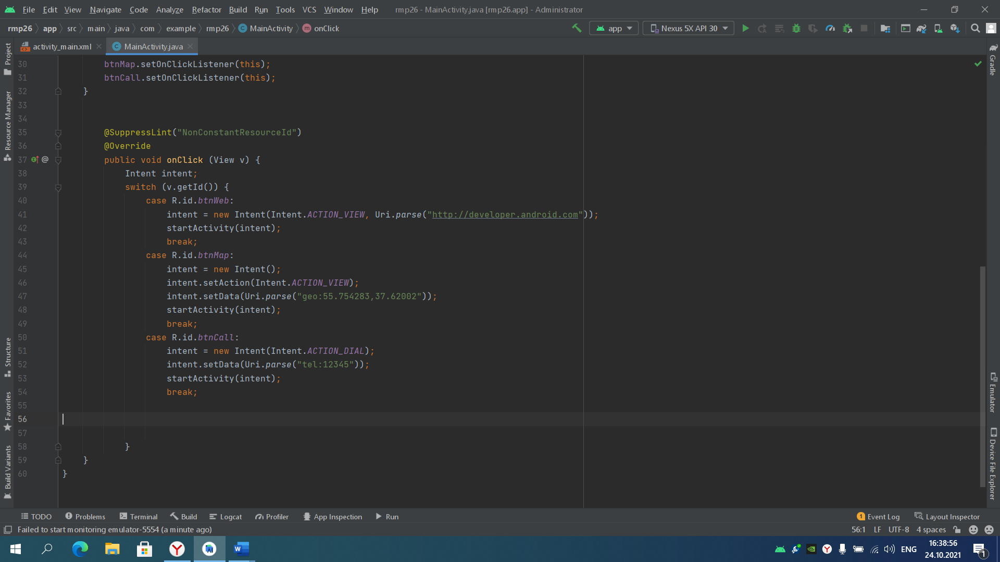 File Edit View Navigate Code Analyze Refactor Build Run Tools VCS Window Help rmp26 - MainActivity.java [rmp26.app] - Administrator
rmp26 app src main java com example rmp26 MainActivity onClick app Nexus 5X API 30
activity_main.xml MainActivity.java
30 btnMap.setOnClickListener(this);
31 btnCall.setOnClickListener(this);
32 }
33
34
35 @SuppressLint("NonConstantResourceId")
36 @Override
37 @ public void onClick (View v) {
38 Intent intent;
39 switch (v.getId()) {
40 case R.id.btnWeb:
41 intent = new Intent(Intent.ACTION_VIEW, Uri.parse("http://developer.android.com"));
42 startActivity(intent);
43 break;
44 case R.id.btnMap:
45 intent = new Intent();
46 intent.setAction(Intent.ACTION_VIEW);
47 intent.setData(Uri.parse("geo:55.754283,37.62002"));
48 startActivity(intent);
49 break;
50 case R.id.btnCall:
51 intent = new Intent(Intent.ACTION_DIAL);
52 intent.setData(Uri.parse("tel:12345"));
53 startActivity(intent);
54 break;
55
56
57
58 }
59 }
60 }
Project
Resource Manager
Structure
Favorites
Build Variants
Gradle
Emulator
Device File Explorer
TODO Problems Terminal Build Logcat Profiler App Inspection Run 1 Event Log Layout Inspector
Failed to start monitoring emulator-5554 (a minute ago) 56:1 LF UTF-8 4 spaces
ENG 16:38:56
24.10.2021
1